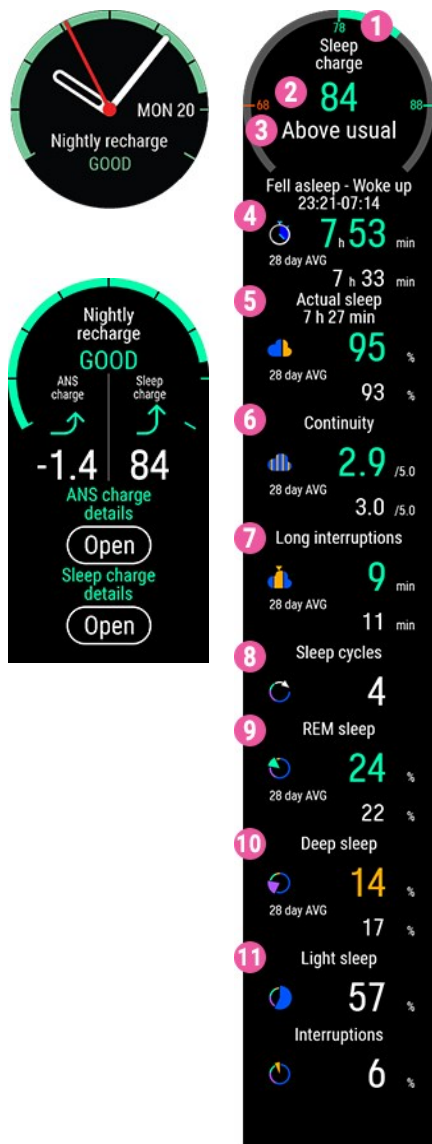 MON 20
Nightly recharge
GOOD
Nightly
recharge
GOOD
ANS
charge
Sleep
charge
-1.4
84
ANS charge
details
Open
Sleep charge
details
Open
1
78
Sleep
charge
2
84
68
88
3
Above usual
Fell asleep - Woke up
23:21-07:14
4
7 h 53 min
28 day AVG
7 h 33 min
5
Actual sleep
7 h 27 min
95 %
28 day AVG
93 %
6
Continuity
2.9 /5.0
28 day AVG
3.0 /5.0
7
Long interruptions
9 min
28 day AVG
11 min
8
Sleep cycles
4
9
REM sleep
24 %
28 day AVG
22 %
10
Deep sleep
14 %
28 day AVG
17 %
11
Light sleep
57 %
Interruptions
6 %